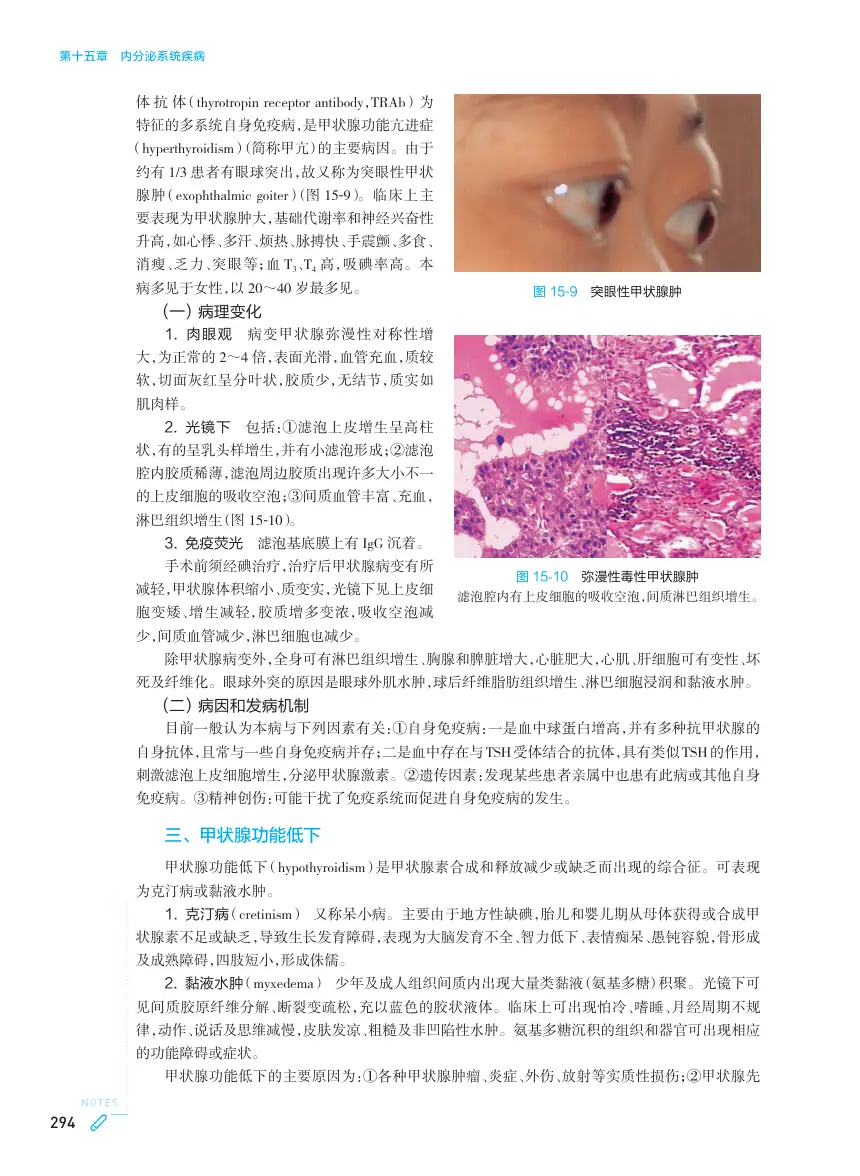 第十五章 内分泌系统疾病
体抗体(thyrotropin receptor antibody,TRAb)为
特征的多系统自身免疫病,是甲状腺功能亢进症
(hyperthyroidism)(简称甲亢)的主要病因。由于
约有 1/3 患者有眼球突出,故又称为突眼性甲状
腺肿(exophthalmic goiter)(图 15-9)。临床上主
要表现为甲状腺肿大,基础代谢率和神经兴奋性
升高,如心悸、多汗、烦热、脉搏快、手震颤、多食、
消瘦、乏力、突眼等;血 T₃、T₄ 高,吸碘率高。本
病多见于女性,以 20~40 岁最多见。
(一)病理变化
1. 肉眼观 病变甲状腺弥漫性对称性增
大,为正常的 2~4 倍,表面光滑,血管充血,质较
软,切面灰红呈分叶状,胶质少,无结节,质实如
肌肉样。
2. 光镜下 包括:①滤泡上皮增生呈高柱
状,有的呈乳头样增生,并有小滤泡形成;②滤泡
腔内胶质稀薄,滤泡周边胶质出现许多大小不一
的上皮细胞的吸收空泡;③间质血管丰富、充血,
淋巴组织增生(图 15-10)。
3. 免疫荧光 滤泡基底膜上有 IgG 沉着。
手术前须经碘治疗,治疗后甲状腺病变有所
减轻,甲状腺体积缩小、质变实,光镜下见上皮细
胞变矮、增生减轻,胶质增多变浓,吸收空泡减
少,间质血管减少,淋巴细胞也减少。
图 15-9 突眼性甲状腺肿
图 15-10 弥漫性毒性甲状腺肿
滤泡腔内有上皮细胞的吸收空泡,间质淋巴组织增生。
除甲状腺病变外,全身可有淋巴组织增生、胸腺和脾脏增大,心脏肥大,心肌、肝细胞可有变性、坏
死及纤维化。眼球外突的原因是眼球外肌水肿,球后纤维脂肪组织增生、淋巴细胞浸润和黏液水肿。
(二)病因和发病机制
目前一般认为本病与下列因素有关:①自身免疫病:一是血中球蛋白增高,并有多种抗甲状腺的
自身抗体,且常与一些自身免疫病并存;二是血中存在与TSH受体结合的抗体,具有类似TSH的作用,
刺激滤泡上皮细胞增生,分泌甲状腺激素。②遗传因素:发现某些患者亲属中也患有此病或其他自身
免疫病。③精神创伤:可能干扰了免疫系统而促进自身免疫病的发生。
三、甲状腺功能低下
甲状腺功能低下(hypothyroidism)是甲状腺素合成和释放减少或缺乏而出现的综合征。可表现
为克汀病或黏液水肿。
1. 克汀病(cretinism) 又称呆小病。主要由于地方性缺碘,胎儿和婴儿期从母体获得或合成甲
状腺素不足或缺乏,导致生长发育障碍,表现为大脑发育不全、智力低下、表情痴呆、愚钝容貌,骨形成
及成熟障碍,四肢短小,形成侏儒。
2. 黏液水肿(myxedema) 少年及成人组织间质内出现大量类黏液(氨基多糖)积聚。光镜下可
见间质胶原纤维分解、断裂变疏松,充以蓝色的胶状液体。临床上可出现怕冷、嗜睡、月经周期不规
律,动作、说话及思维减慢,皮肤发凉、粗糙及非凹陷性水肿。氨基多糖沉积的组织和器官可出现相应
的功能障碍或症状。
甲状腺功能低下的主要原因为:①各种甲状腺肿瘤、炎症、外伤、放射等实质性损伤;②甲状腺先
NOTES
294